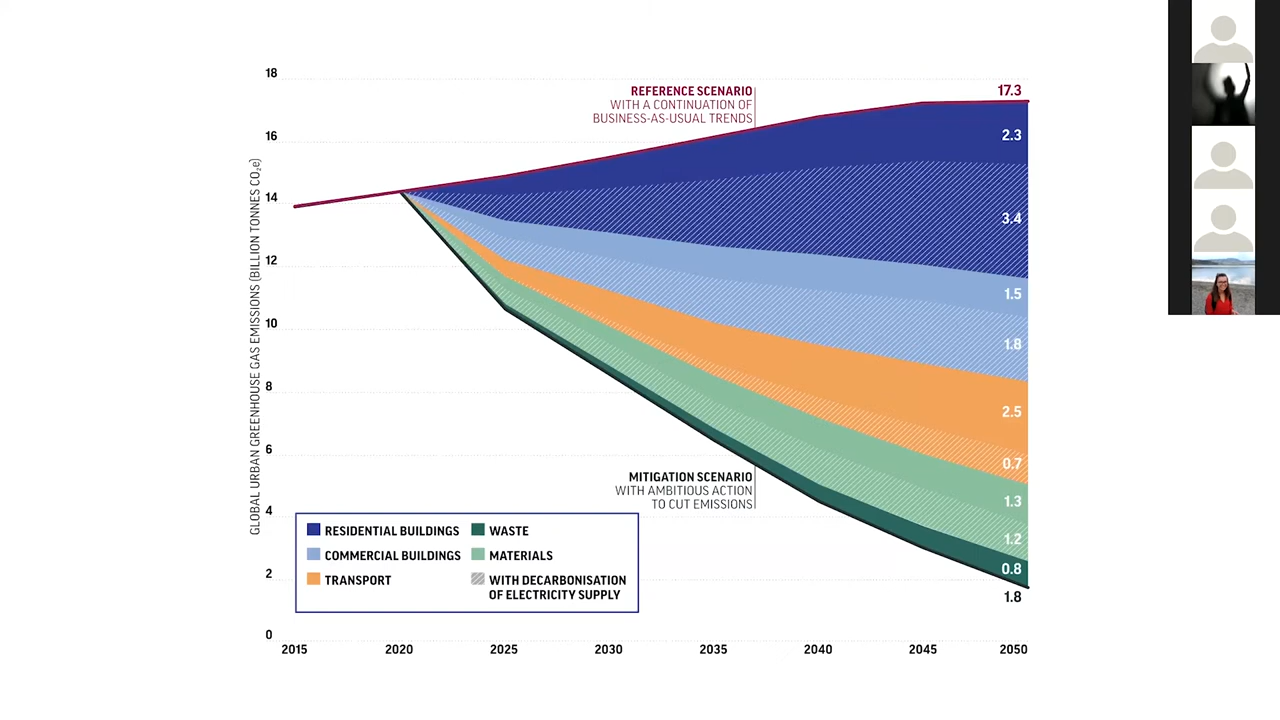 18
16
14
12
10
8
6
4
2
0
GLOBAL URBAN GREENHOUSE GAS EMISSIONS (BILLION TONNES CO₂e)
REFERENCE SCENARIO
WITH A CONTINUATION OF
BUSINESS-AS-USUAL TRENDS
17.3
2.3
3.4
1.5
1.8
2.5
0.7
1.3
1.2
0.8
1.8
MITIGATION SCENARIO
WITH AMBITIOUS ACTION
TO CUT EMISSIONS
RESIDENTIAL BUILDINGS
COMMERCIAL BUILDINGS
TRANSPORT
WASTE
MATERIALS
WITH DECARBONISATION
OF ELECTRICITY SUPPLY
2015 2020 2025 2030 2035 2040 2045 2050